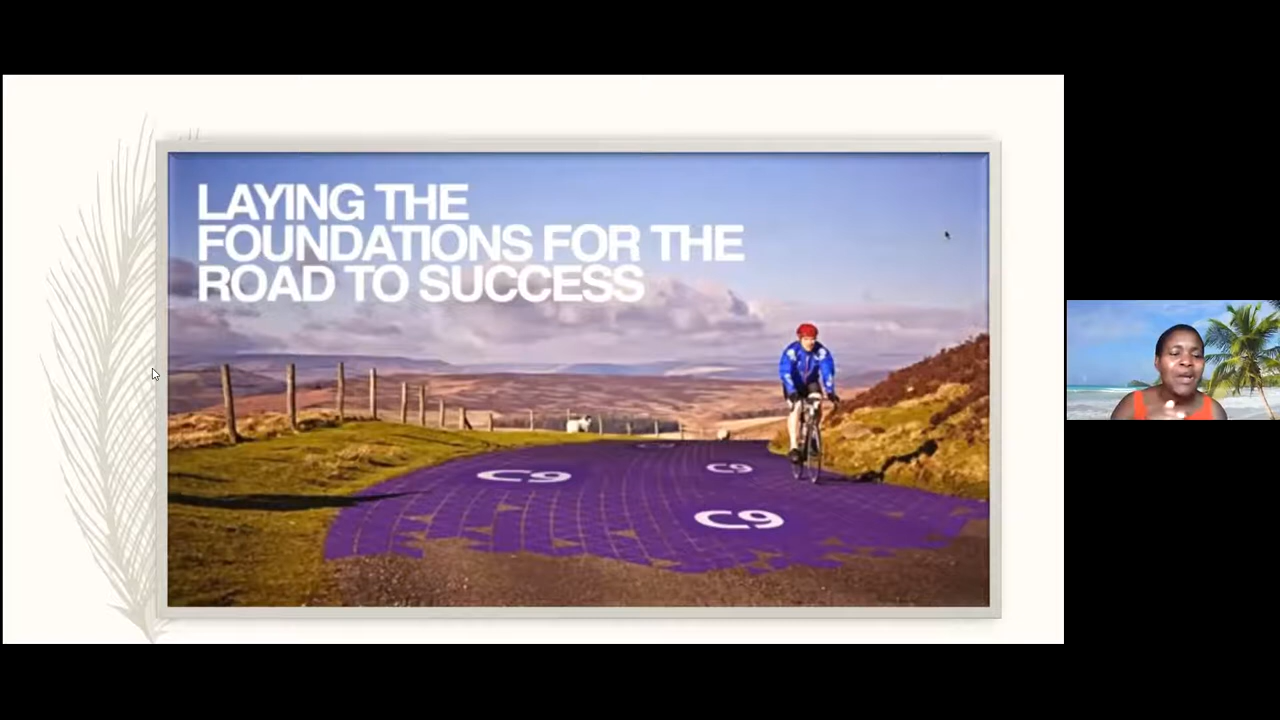 LAYING THE
FOUNDATIONS FOR THE
ROAD TO SUCCESS
C9
C9
C9